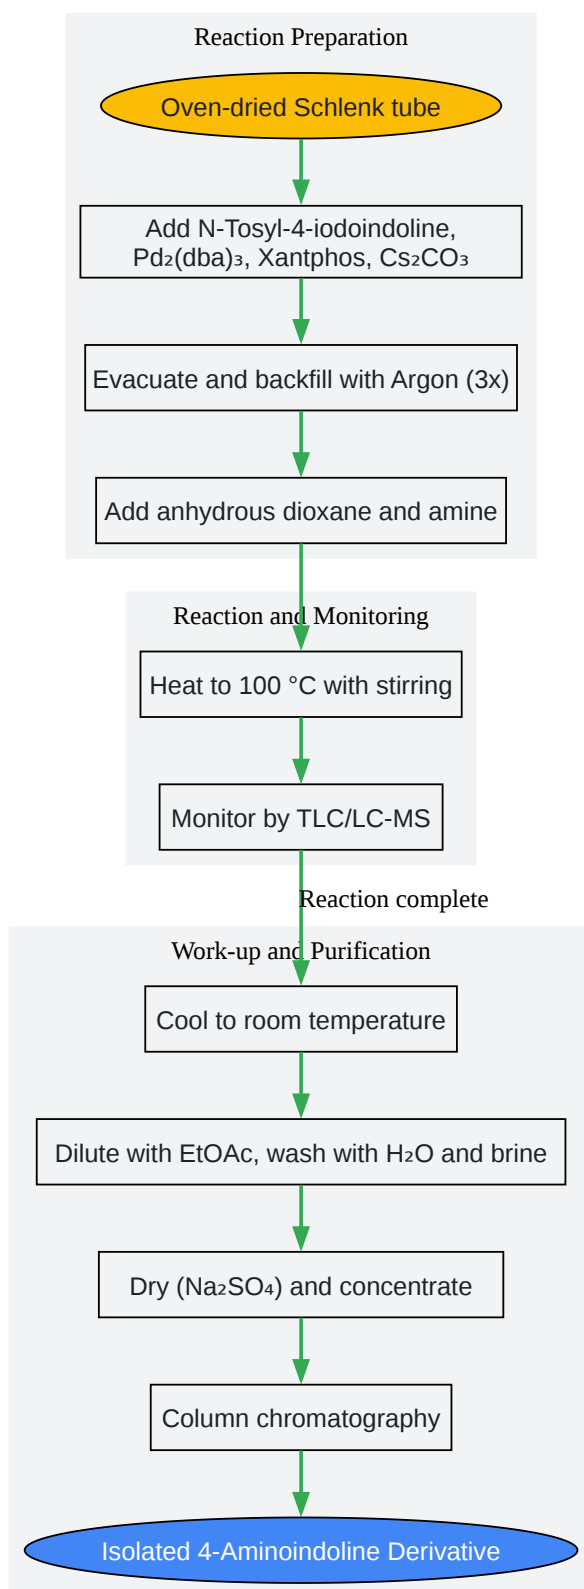 Reaction Preparation
Oven-dried Schlenk tube
Add N-Tosyl-4-iodoindoline,
Pd₂(dba)₃, Xantphos, Cs₂CO₃
Evacuate and backfill with Argon (3x)
Add anhydrous dioxane and amine
Reaction and Monitoring
Heat to 100 °C with stirring
Monitor by TLC/LC-MS
Reaction complete
Work-up and Purification
Cool to room temperature
Dilute with EtOAc, wash with H₂O and brine
Dry (Na₂SO₄) and concentrate
Column chromatography
Isolated 4-Aminoindoline Derivative